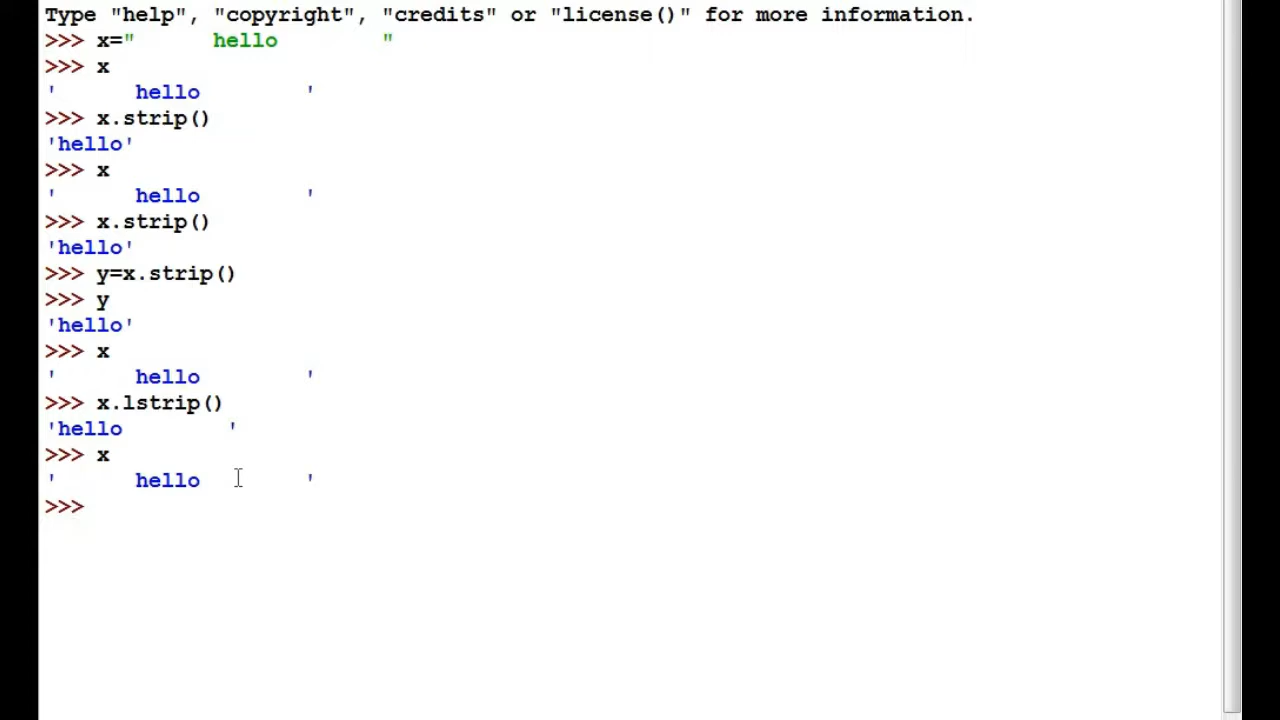 Type "help", "copyright", "credits" or "license()" for more information.
>>> x="      hello        "
>>> x
'      hello        '
>>> x.strip()
'hello'
>>> x
'      hello        '
>>> x.strip()
'hello'
>>> y=x.strip()
>>> y
'hello'
>>> x
'      hello        '
>>> x.lstrip()
'hello        '
>>> x
'      hello        '
>>>